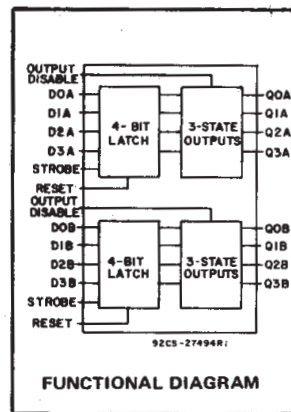 OUTPUT
DISABLE
D0A
D1A
D2A
D3A
STROBE
RESET
4-BIT
LATCH
3-STATE
OUTPUTS
Q0A
Q1A
Q2A
Q3A
OUTPUT
DISABLE
D0B
D1B
D2B
D3B
STROBE
RESET
4-BIT
LATCH
3-STATE
OUTPUTS
Q0B
Q1B
Q2B
Q3B
92CS-27494R1
FUNCTIONAL DIAGRAM